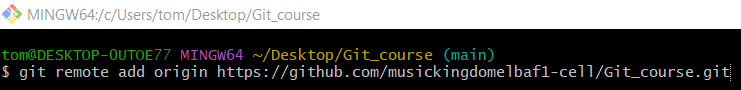 MINGW64:/c/Users/tom/Desktop/Git_course
tom@DESKTOP-OUTOE77 MINGW64 ~/Desktop/Git_course (main)
$ git remote add origin https://github.com/musickingdomelbaf1-cell/Git_course.git